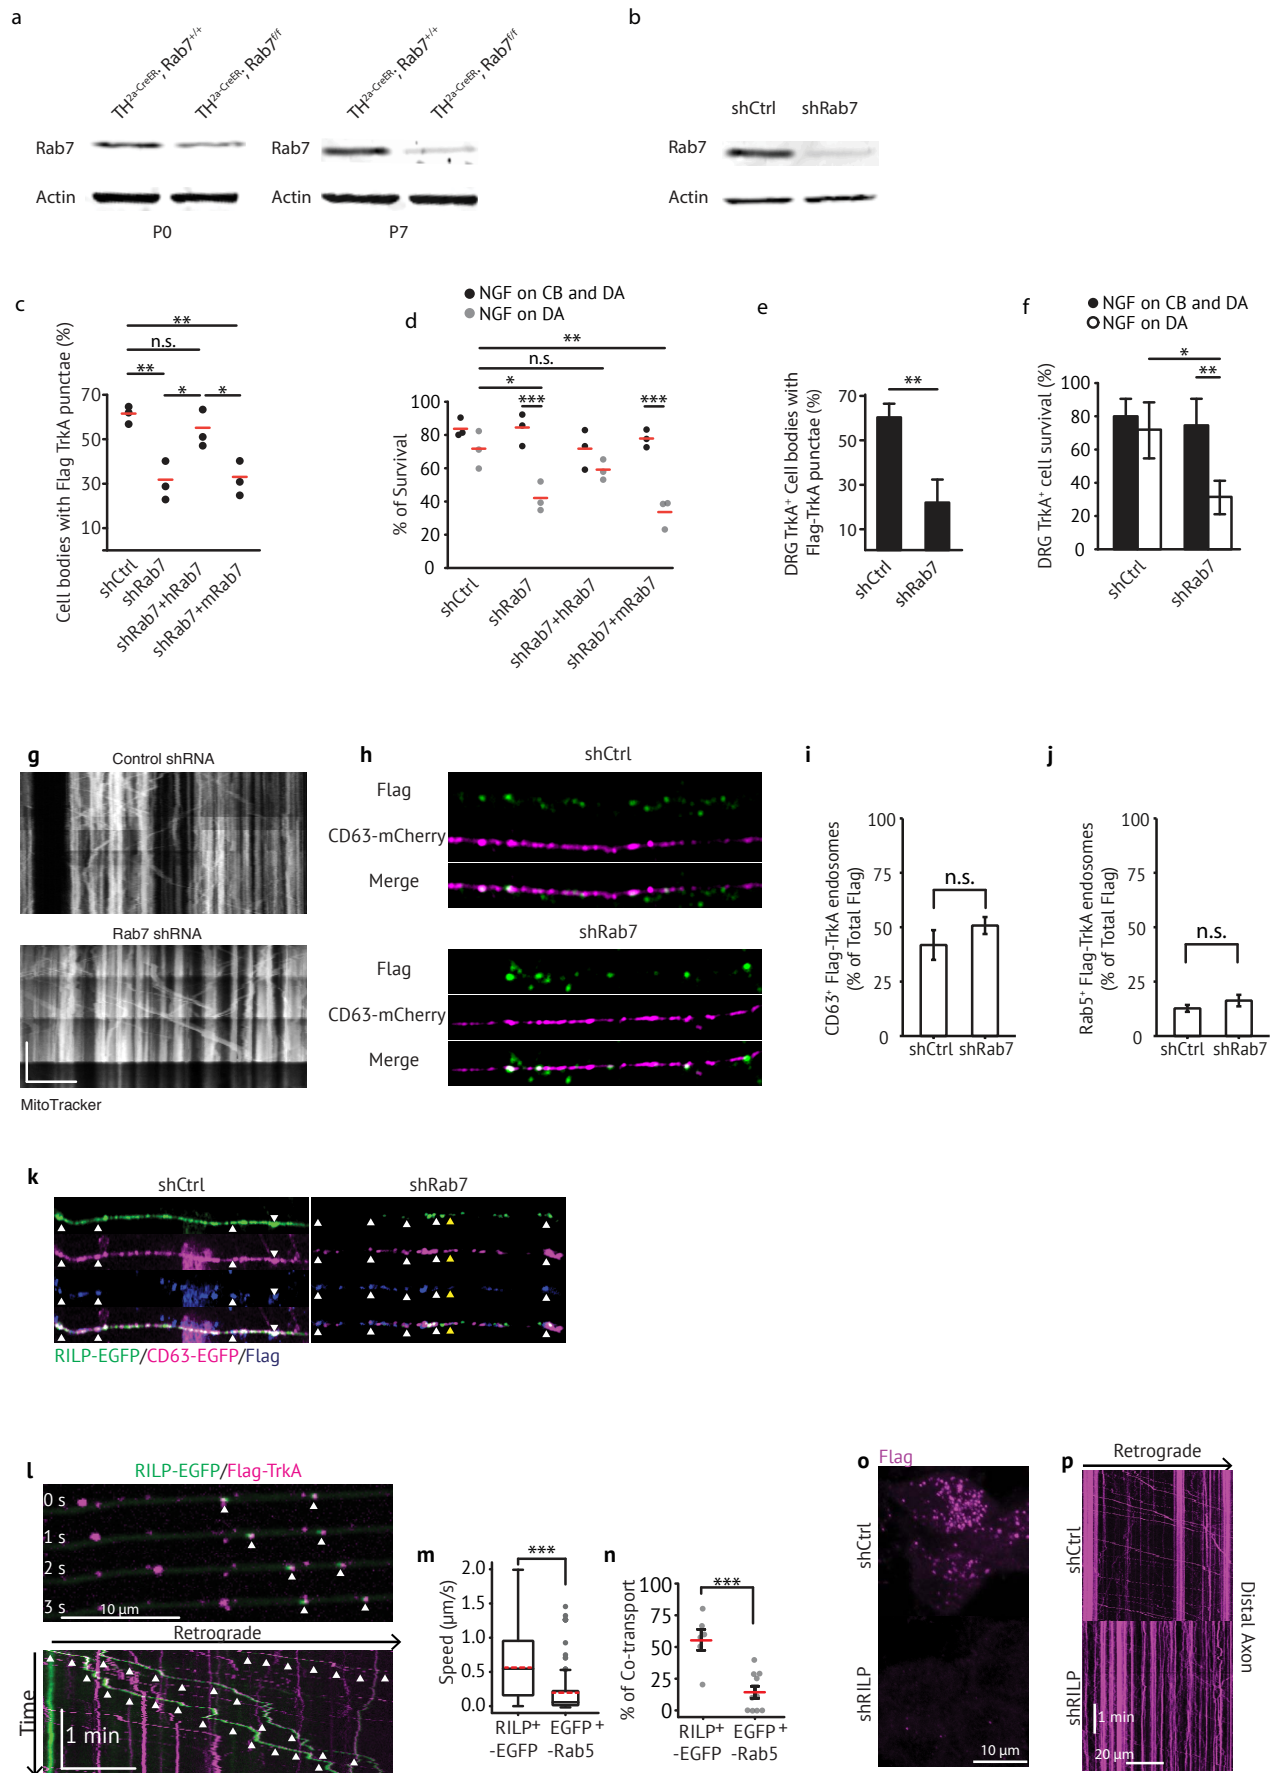 a
b
TH2a-CreER; Rab7+/+
TH2a-CreER; Rab7f/f
TH2a-CreER; Rab7+/+
TH2a-CreER; Rab7f/f
shCtrl shRab7
Rab7
Rab7
Rab7
Actin
Actin
Actin
P0
P7
c
Cell bodies with Flag TrkA punctae (%)
**
n.s.
**
*
*
70
50
30
10
shCtrl
shRab7
shRab7+hRab7
shRab7+mRab7
NGF on CB and DA
NGF on DA
d
% of Survival
**
n.s.
*
***
***
100
80
60
40
20
0
shCtrl
shRab7
shRab7+hRab7
shRab7+mRab7
e
DRG TrkA+ Cell bodies with
Flag-TrkA punctae (%)
**
70
50
30
10
shCtrl
shRab7
f
NGF on CB and DA
NGF on DA
DRG TrkA+ cell survival (%)
*
**
100
80
60
40
20
0
shCtrl
shRab7
g
Control shRNA
Rab7 shRNA
MitoTracker
h
shCtrl
Flag
CD63-mCherry
Merge
shRab7
Flag
CD63-mCherry
Merge
i
CD63+ Flag-TrkA endosomes
(% of Total Flag)
n.s.
100
75
50
25
0
shCtrl shRab7
j
Rab5+ Flag-TrkA endosomes
(% of Total Flag)
n.s.
100
75
50
25
0
shCtrl shRab7
k
shCtrl
shRab7
RILP-EGFP/CD63-EGFP/Flag
l
RILP-EGFP/Flag-TrkA
0 s
1 s
2 s
3 s
10 μm
Retrograde
Time
1 min
m
Speed (μm/s)
***
2.0
1.5
1.0
0.5
0.0
RILP+ EGFP+
-EGFP -Rab5
n
% of Co-transport
***
100
75
50
25
0
RILP+ EGFP+
-EGFP -Rab5
o
Flag
shCtrl
shRILP
10 μm
p
Retrograde
shCtrl
shRILP
Distal Axon
1 min
20 μm